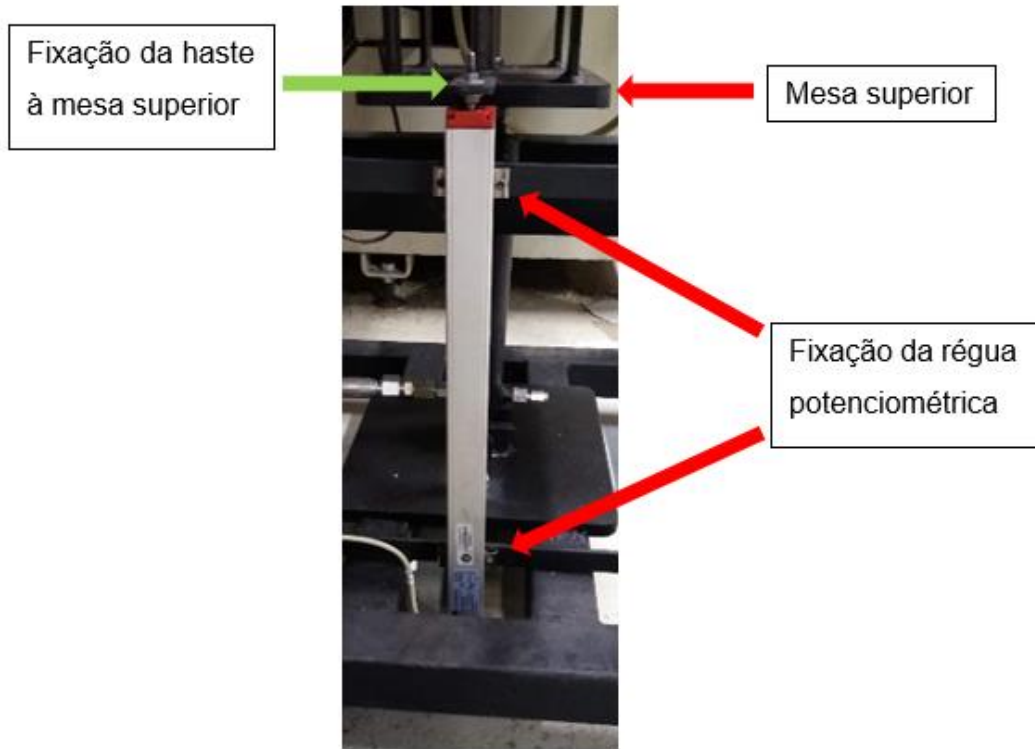 Fixação da haste
à mesa superior
Mesa superior
Fixação da régua
potenciométrica